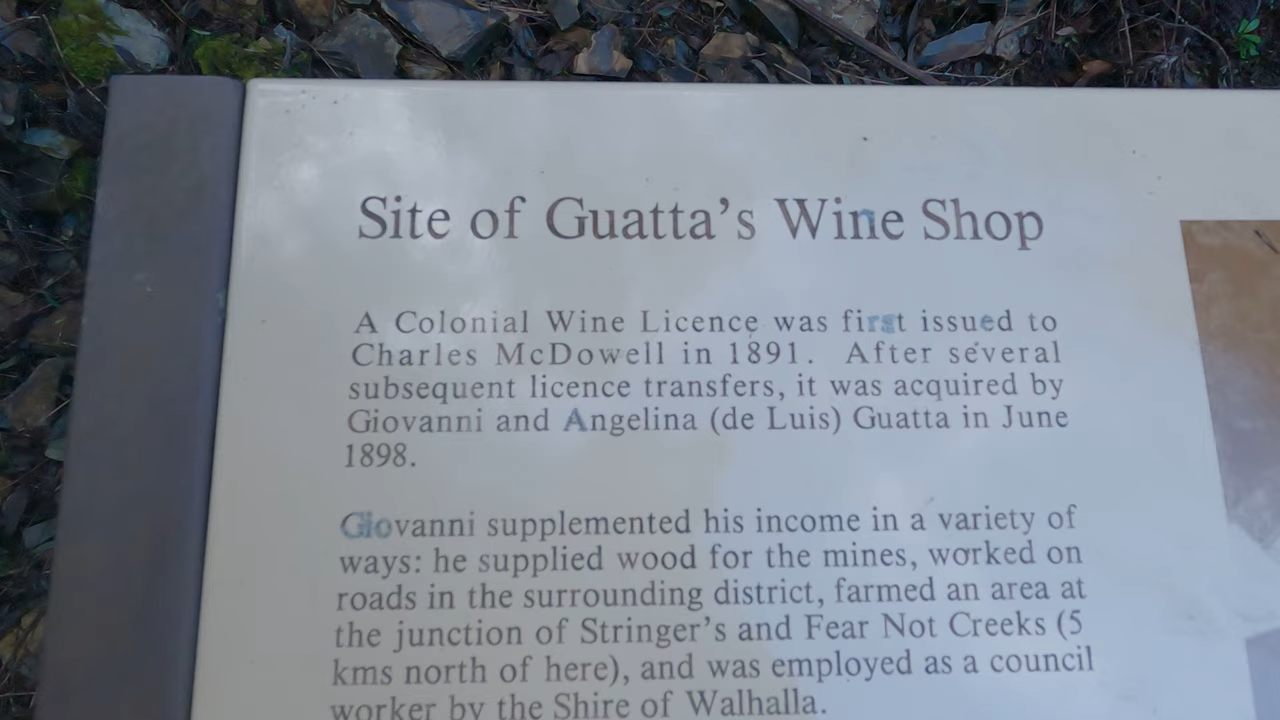 Site of Guatta's Wine Shop
A Colonial Wine Licence was first issued to
Charles McDowell in 1891. After several
subsequent licence transfers, it was acquired by
Giovanni and Angelina (de Luis) Guatta in June
1898.
Giovanni supplemented his income in a variety of
ways: he supplied wood for the mines, worked on
roads in the surrounding district, farmed an area at
the junction of Stringer's and Fear Not Creeks (5
kms north of here), and was employed as a council
worker by the Shire of Walhalla.